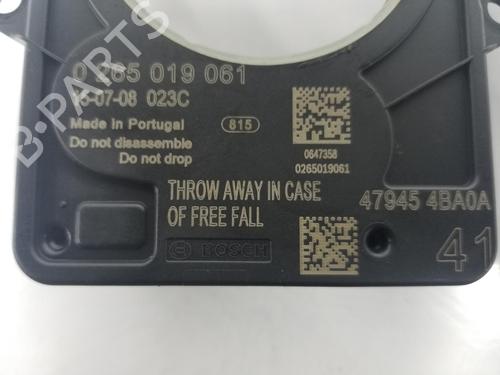 0 265 019 061
16-07-08 023C
Made in Portugal
815
Do not disassemble
Do not drop
0647358
0265019061
THROW AWAY IN CASE
OF FREE FALL
47945 4BA0A
BOSCH
41
B-PARTS